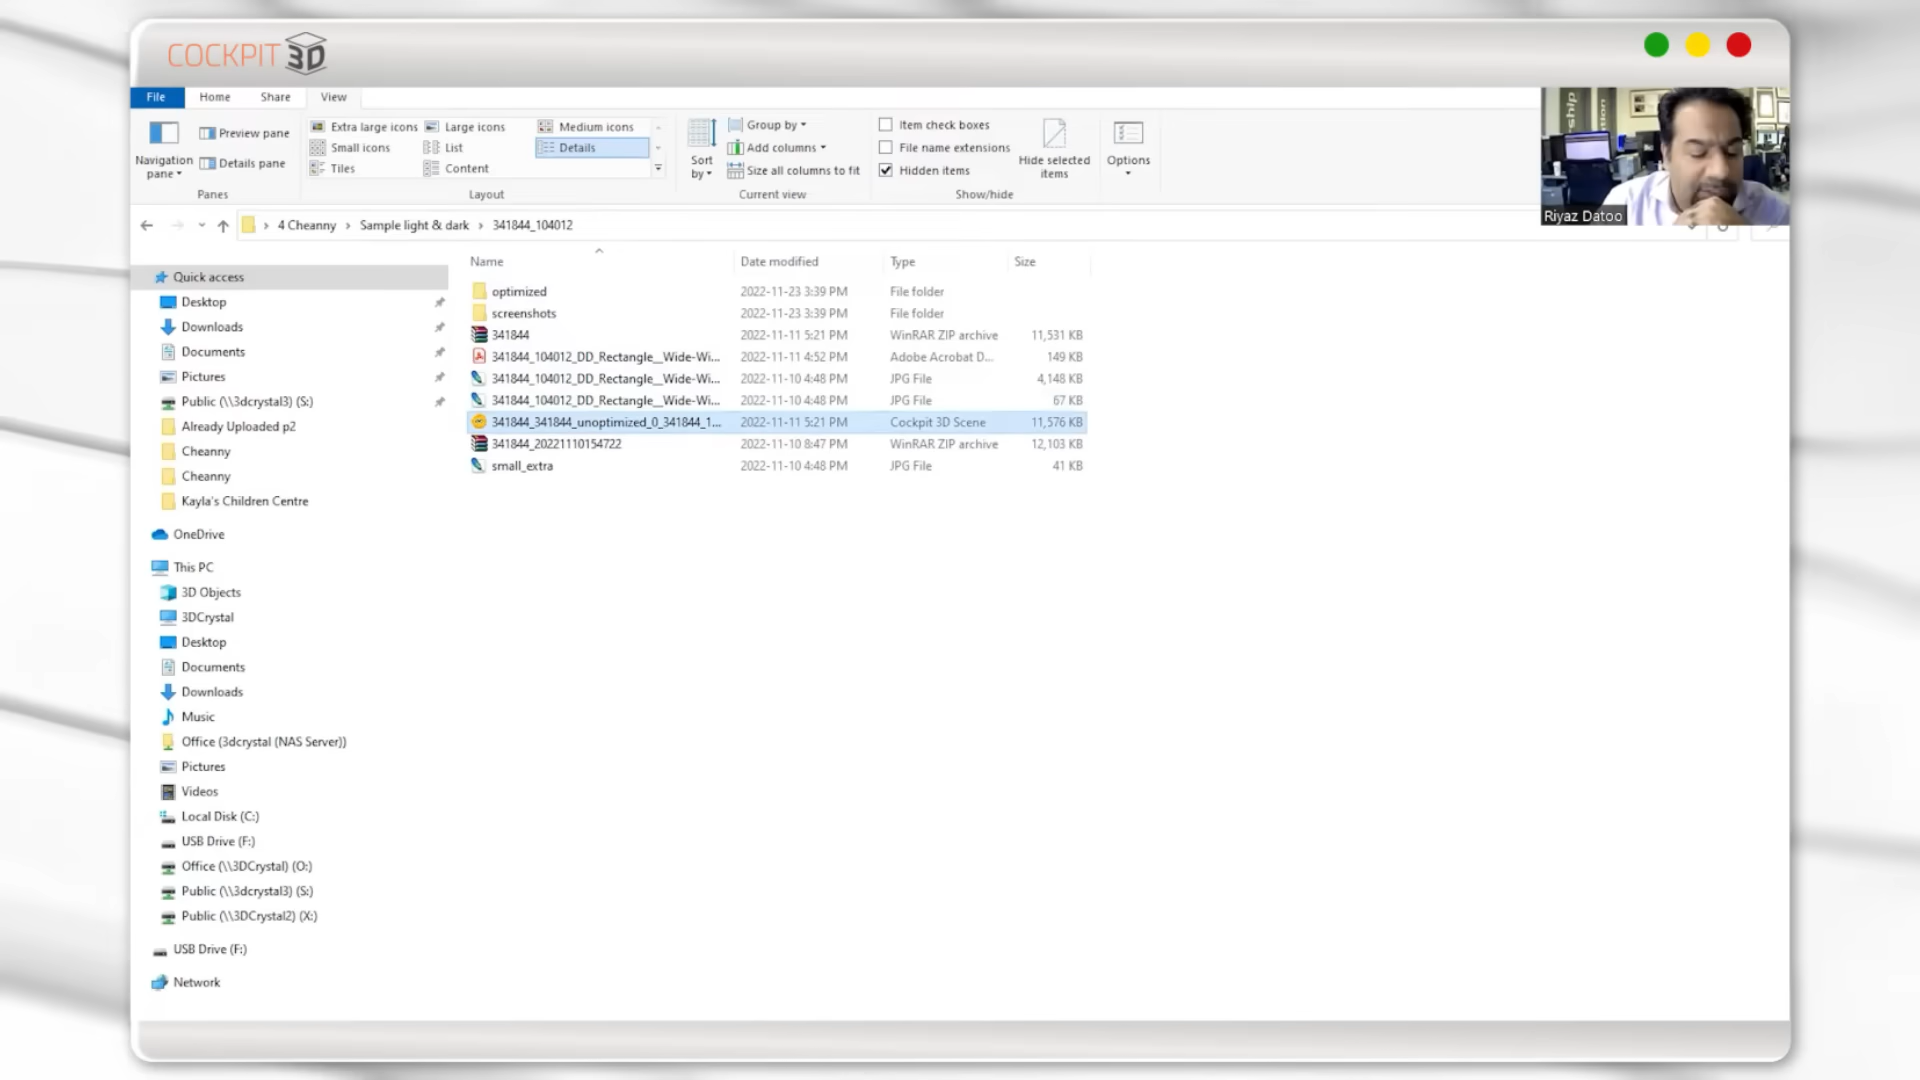 COCKPIT 3D
File Home Share View
Navigation pane
Preview pane
Details pane
Panes
Extra large icons Large icons Medium icons
Small icons List Details
Tiles Content
Layout
Sort by
Group by
Add columns
Size all columns to fit
Current view
Item check boxes
File name extensions
Hidden items
Hide selected items
Show/hide
Options
ship
Riyaz Datoo
4 Cheanny › Sample light & dark › 341844_104012
Name Date modified Type Size
optimized 2022-11-23 3:39 PM File folder
screenshots 2022-11-23 3:39 PM File folder
341844 2022-11-11 5:21 PM WinRAR ZIP archive 11,531 KB
341844_104012_DD_Rectangle__Wide-Wi... 2022-11-11 4:52 PM Adobe Acrobat D... 149 KB
341844_104012_DD_Rectangle__Wide-Wi... 2022-11-10 4:48 PM JPG File 4,148 KB
341844_104012_DD_Rectangle__Wide-Wi... 2022-11-10 4:48 PM JPG File 67 KB
341844_341844_unoptimized_0_341844_1... 2022-11-11 5:21 PM Cockpit 3D Scene 11,576 KB
341844_20221110154722 2022-11-10 8:47 PM WinRAR ZIP archive 12,103 KB
small_extra 2022-11-10 4:48 PM JPG File 41 KB
Quick access
Desktop
Downloads
Documents
Pictures
Public (\\3dcrystal3) (S:)
Already Uploaded p2
Cheanny
Cheanny
Kayla's Children Centre
OneDrive
This PC
3D Objects
3DCrystal
Desktop
Documents
Downloads
Music
Office (3dcrystal (NAS Server))
Pictures
Videos
Local Disk (C:)
USB Drive (F:)
Office (\\3DCrystal) (O:)
Public (\\3dcrystal3) (S:)
Public (\\3DCrystal2) (X:)
USB Drive (F:)
Network